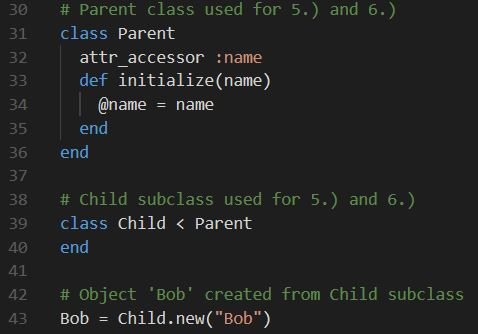 30 # Parent class used for 5.) and 6.)
31 class Parent
32   attr_accessor :name
33   def initialize(name)
34     @name = name
35   end
36 end
37
38 # Child subclass used for 5.) and 6.)
39 class Child < Parent
40 end
41
42 # Object 'Bob' created from Child subclass
43 Bob = Child.new("Bob")